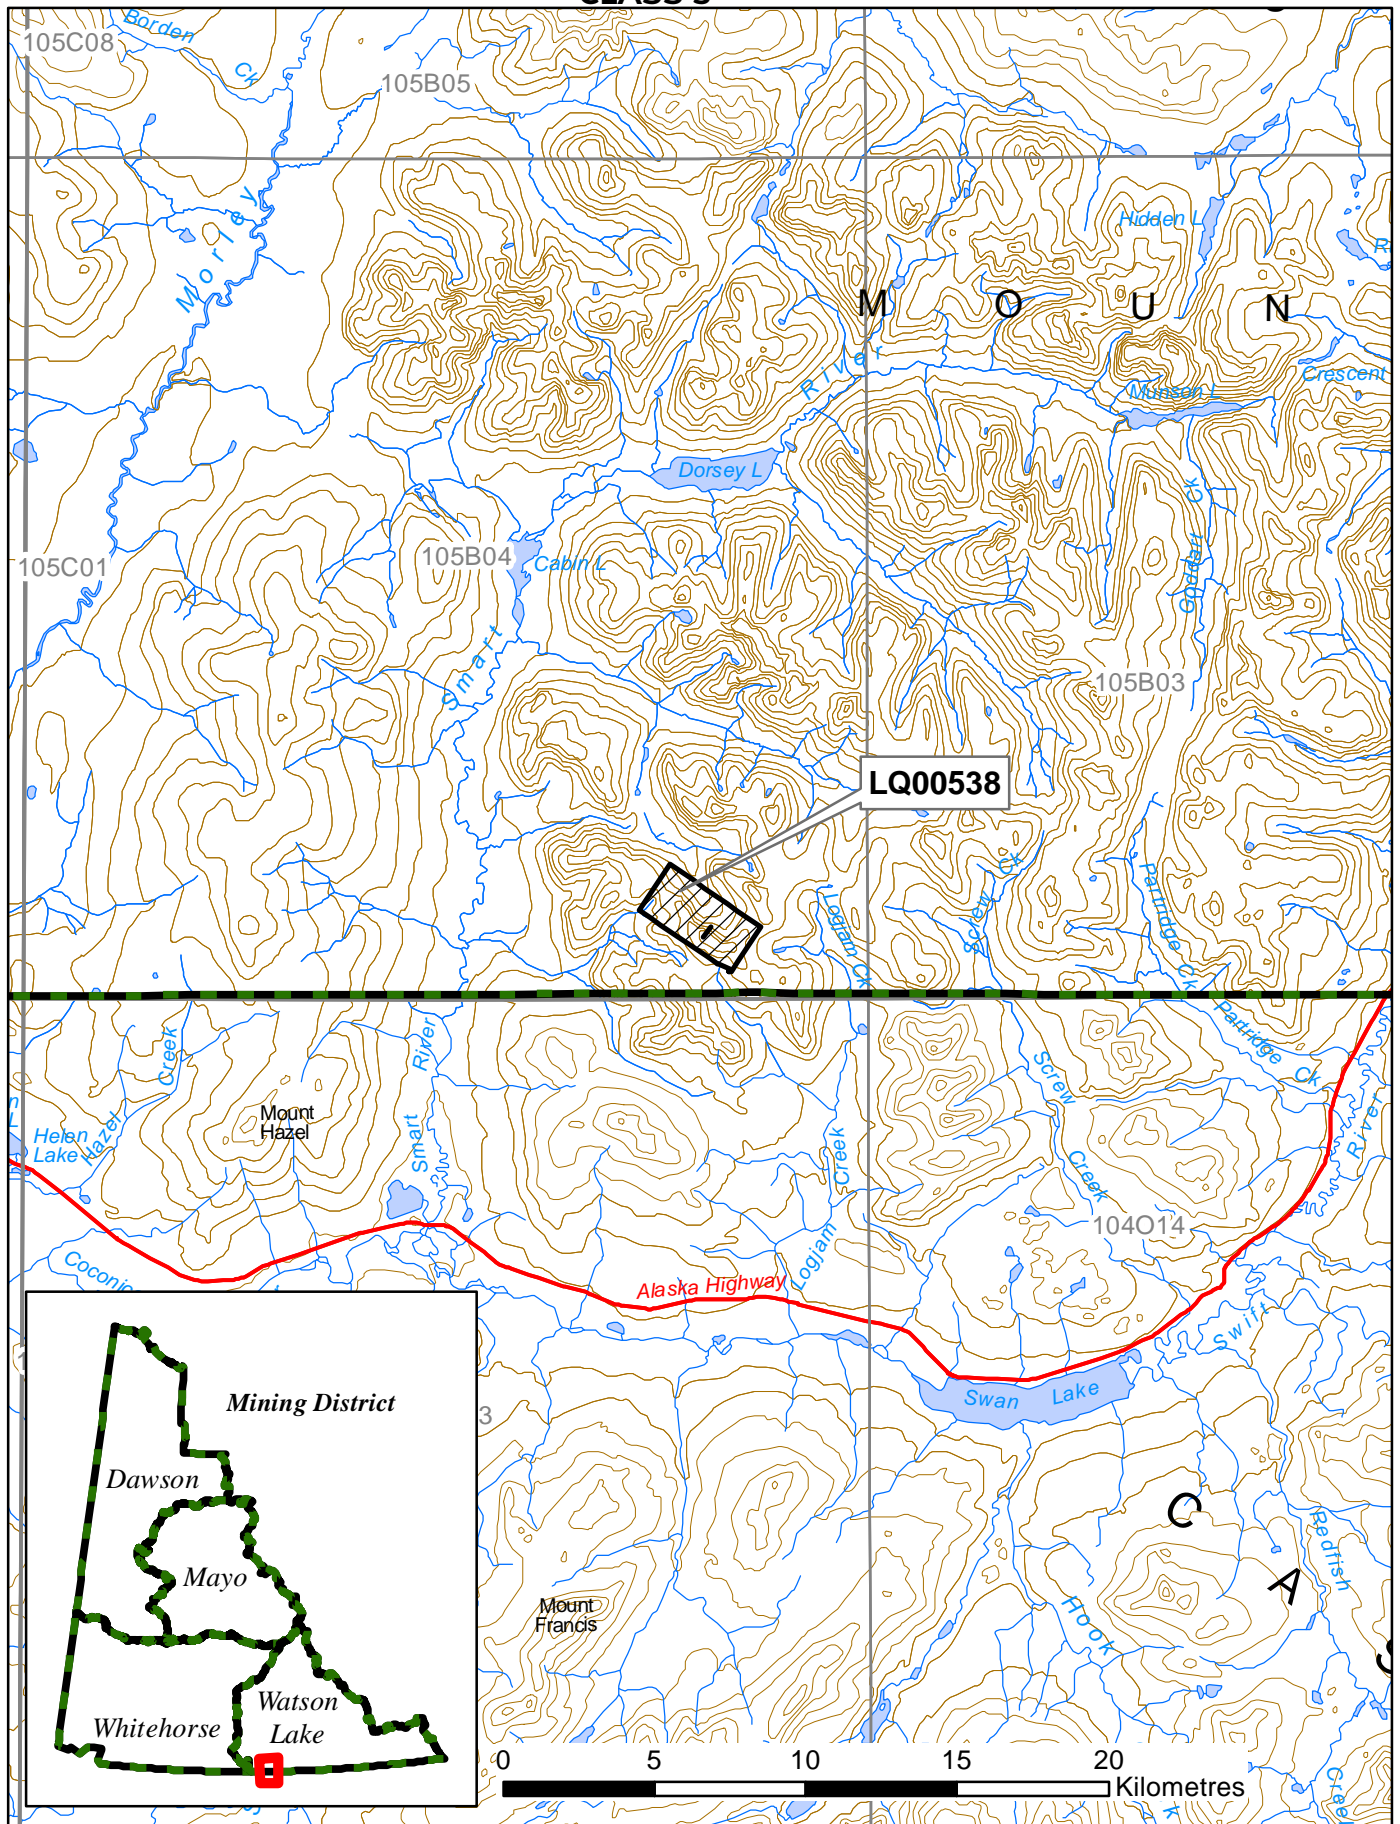 105C08
Borden
Ck
105B05
Morley
Hidden L
M O U N
River
Crescent
Munson L
Dorsey L
Goddart Ck
105C01
105B04
Cabin L
Smart
105B03
LQ00538
Logjam Ck
Screw Ck
Partridge Ck
Hazel Creek
Smart River
Mount
Hazel
Helen
Lake
Logjam Creek
Screw Creek
Partridge Ck
River
104O14
Alaska Highway
Swift
Swan Lake
Mining District
Dawson
Mayo
Watson
Lake
Whitehorse
3
Mount
Francis
C
A
Hook
Redfish
0 5 10 15 20
Kilometres